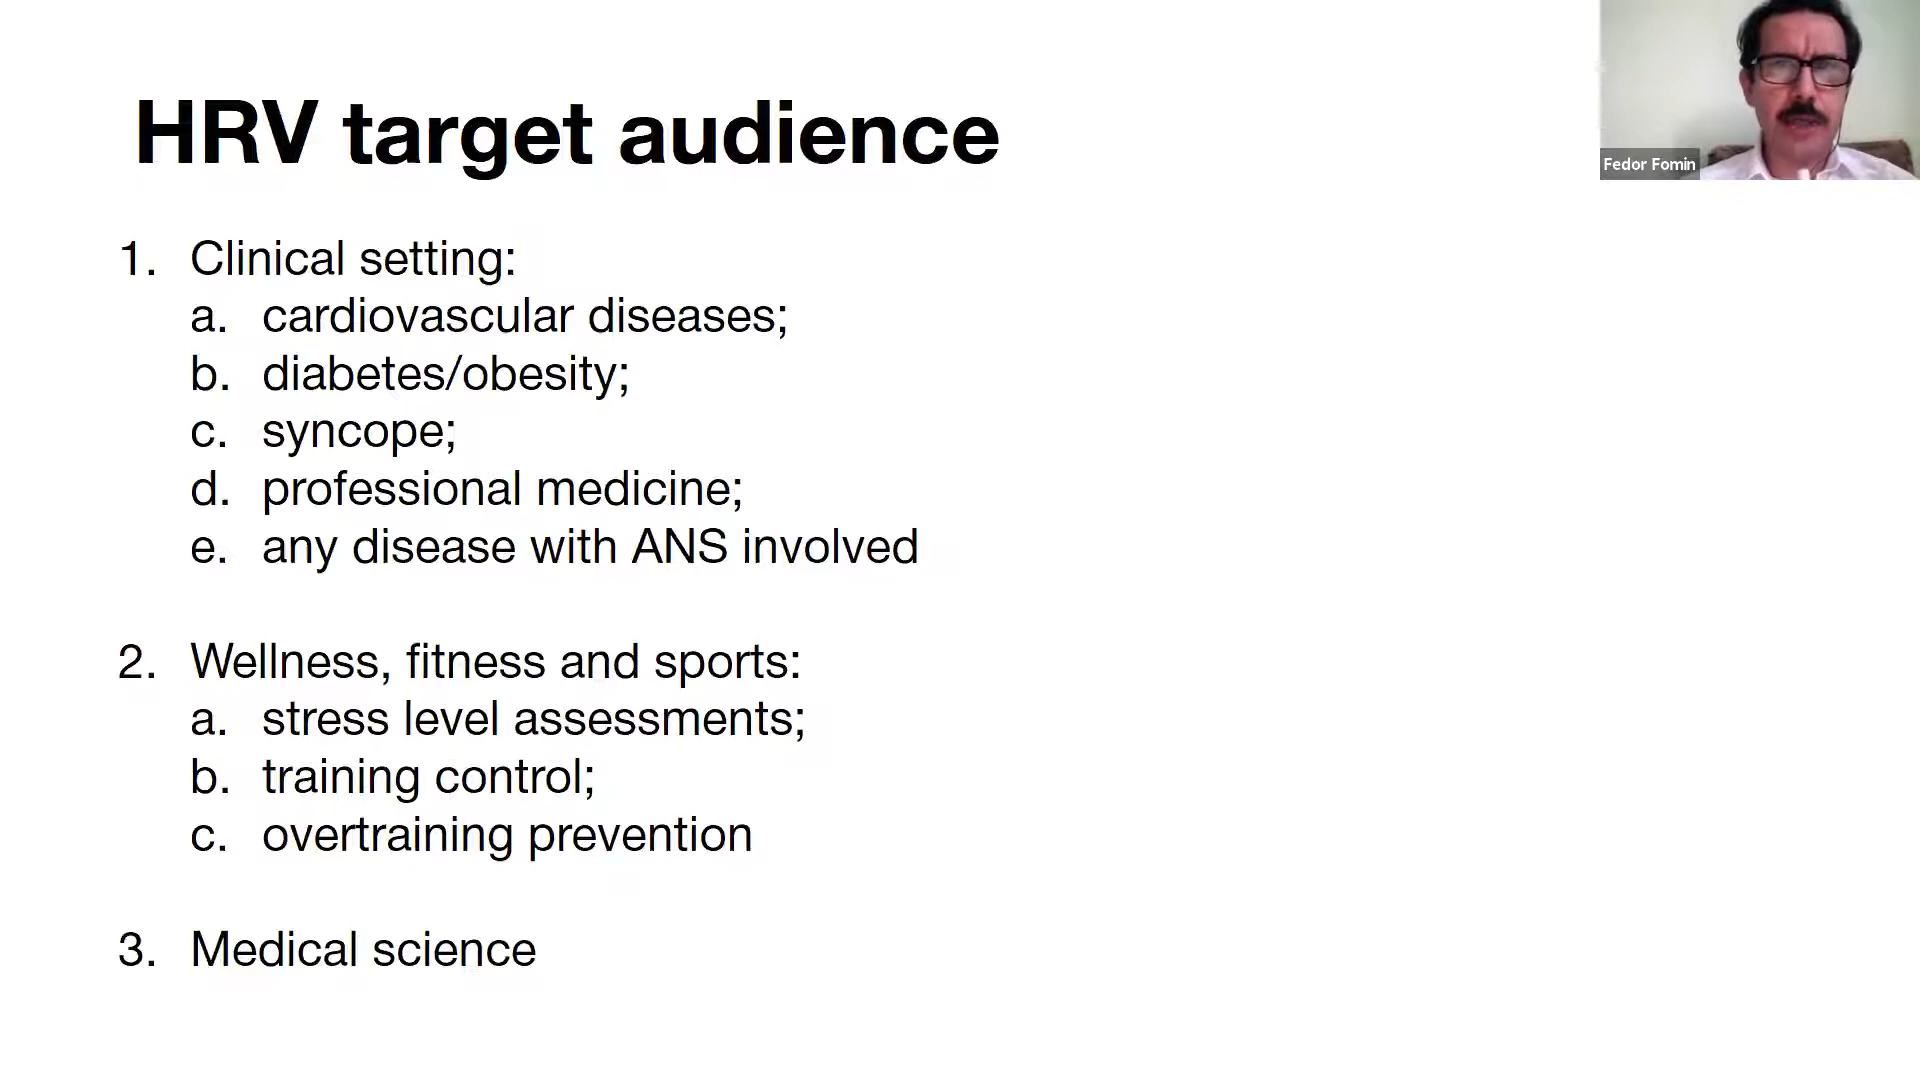 HRV target audience
Fedor Fomin
1. Clinical setting:
a. cardiovascular diseases;
b. diabetes/obesity;
c. syncope;
d. professional medicine;
e. any disease with ANS involved
2. Wellness, fitness and sports:
a. stress level assessments;
b. training control;
c. overtraining prevention
3. Medical science